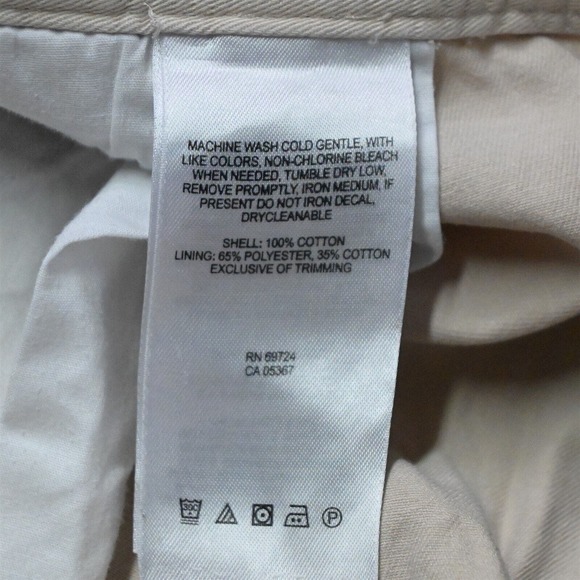 MACHINE WASH COLD GENTLE, WITH
LIKE COLORS, NON-CHLORINE BLEACH
WHEN NEEDED, TUMBLE DRY LOW,
REMOVE PROMPTLY, IRON MEDIUM, IF
PRESENT DO NOT IRON DECAL,
DRYCLEANABLE
SHELL: 100% COTTON
LINING: 65% POLYESTER, 35% COTTON
EXCLUSIVE OF TRIMMING
RN 69724
CA 05367
30C P